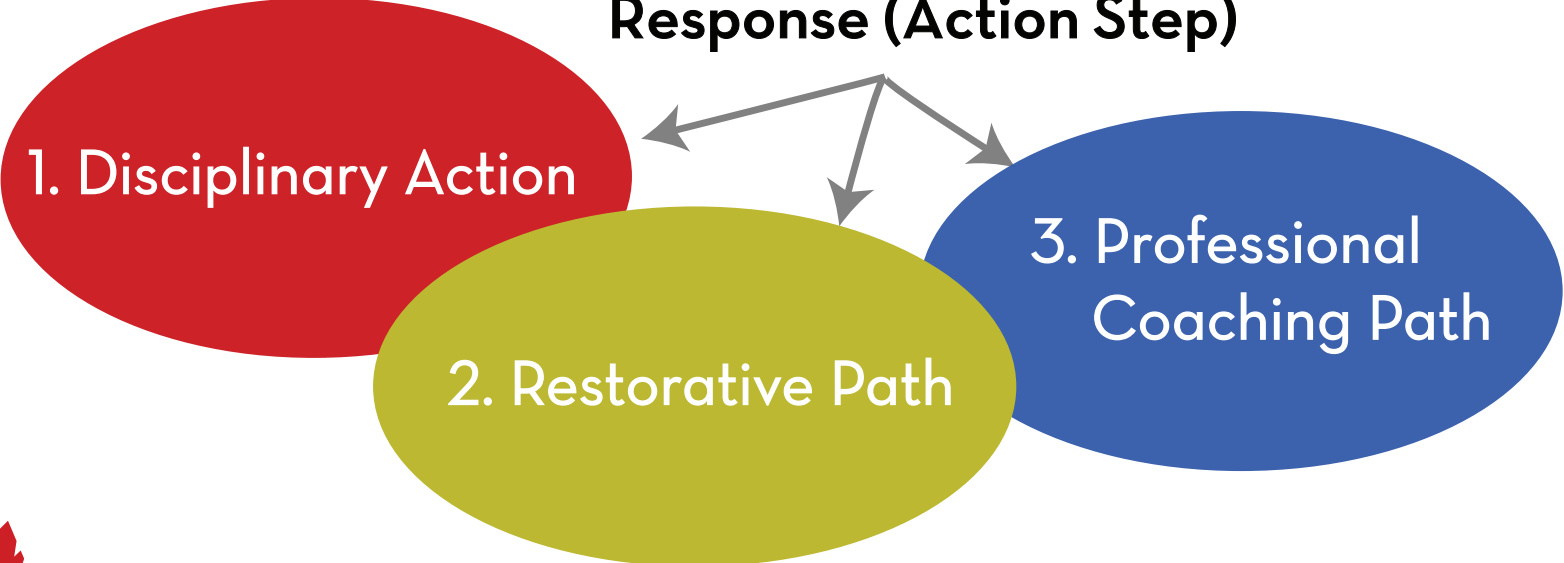 Response (Action Step)
1. Disciplinary Action
2. Restorative Path
3. Professional
Coaching Path